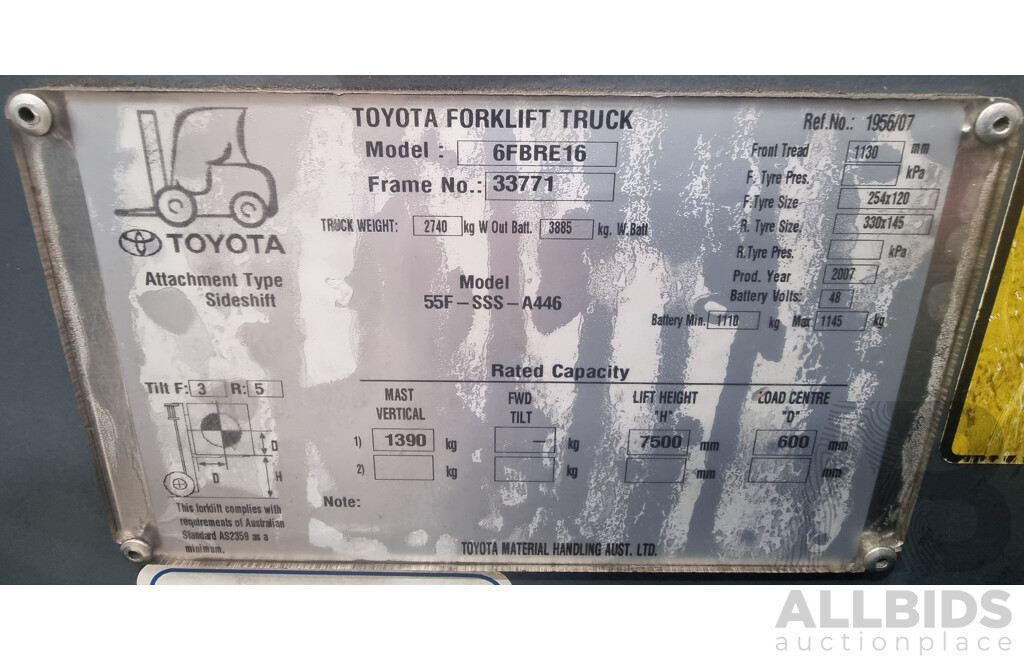 TOYOTA FORKLIFT TRUCK
Ref.No.: 1956/07
Model : 6FBRE16
Frame No.: 33771
TRUCK WEIGHT: 2740 kg W Out Batt. 3885 kg. W.Batt
Front Tread 1130 mm
F. Tyre Pres. kPa
F.Tyre Size 254x120
R. Tyre Size. 330x145
R.Tyre Pres. kPa
Prod. Year 2007
Battery Volts: 48
Battery Min. 1110 kg Max 1145 kg
TOYOTA
Attachment Type
Sideshift
Model
55F-SSS-A446
Tilt F: 3 R: 5
D
D
H
Rated Capacity
MAST VERTICAL
FWD TILT
LIFT HEIGHT "H"
LOAD CENTRE "D"
1) 1390 kg – kg 7500 mm 600 mm
2) kg kg mm mm
Note:
This forklift complies with
requirements of Australian
Standard AS2359 as a
minimum.
TOYOTA MATERIAL HANDLING AUST. LTD.
ALLBIDS
auctionplace